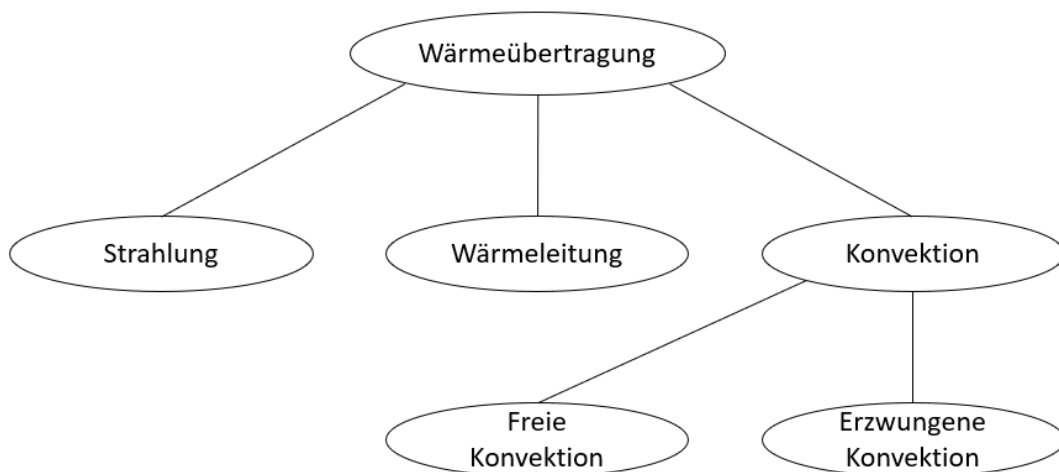 Wärmeübertragung
Strahlung
Wärmeleitung
Konvektion
Freie
Konvektion
Erzwungene
Konvektion